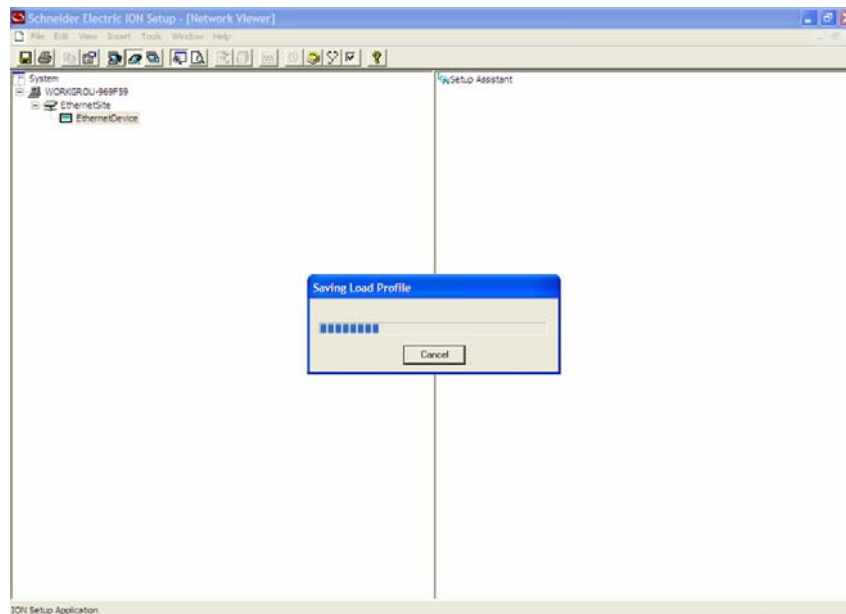 Schneider Electric ION Setup - [Network Viewer]
File Edit View Insert Tools Window Help
System
WORKGROU-969F59
EthernetSite
EthernetDevice
Setup Assistant
Saving Load Profile
Cancel
ION Setup Application